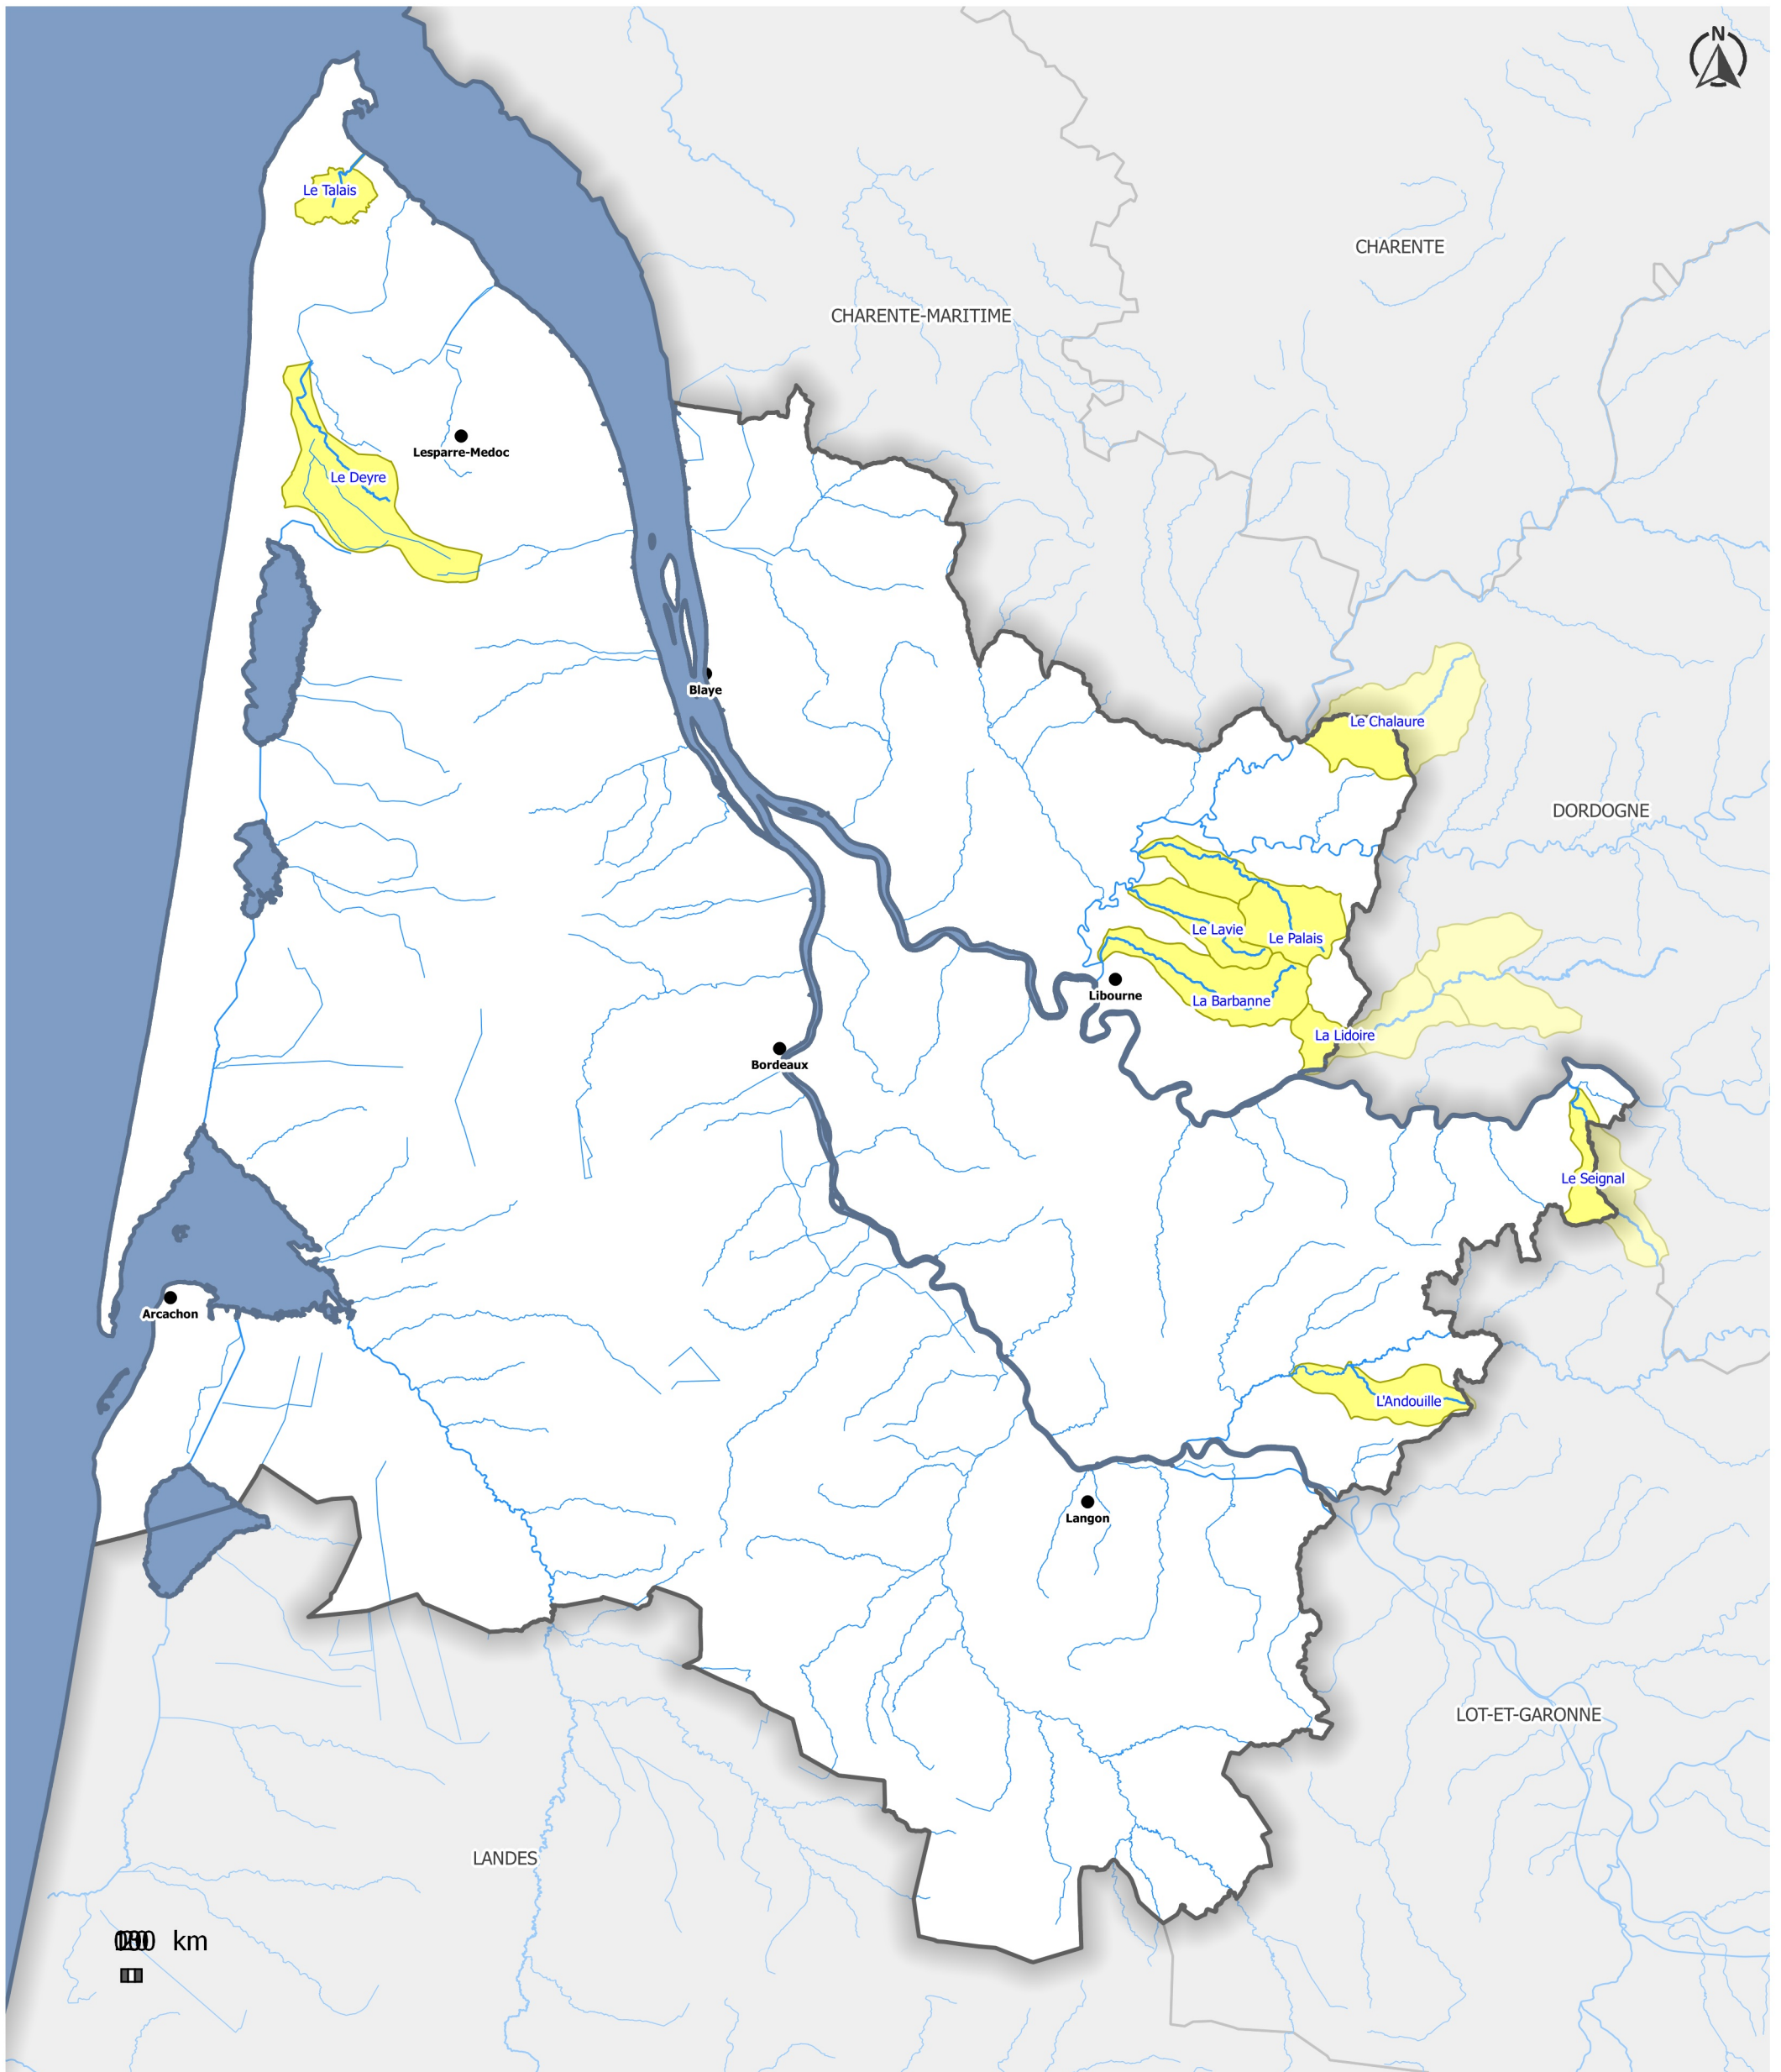 N
Le Talais
CHARENTE
CHARENTE-MARITIME
Lesparre-Medoc
Le Deyre
Blaye
Le Chalaure
DORDOGNE
Le Lavie
Le Palais
Libourne
La Barbanne
La Lidoire
Bordeaux
Le Seignal
Arcachon
L'Andouille
Langon
LOT-ET-GARONNE
LANDES
km